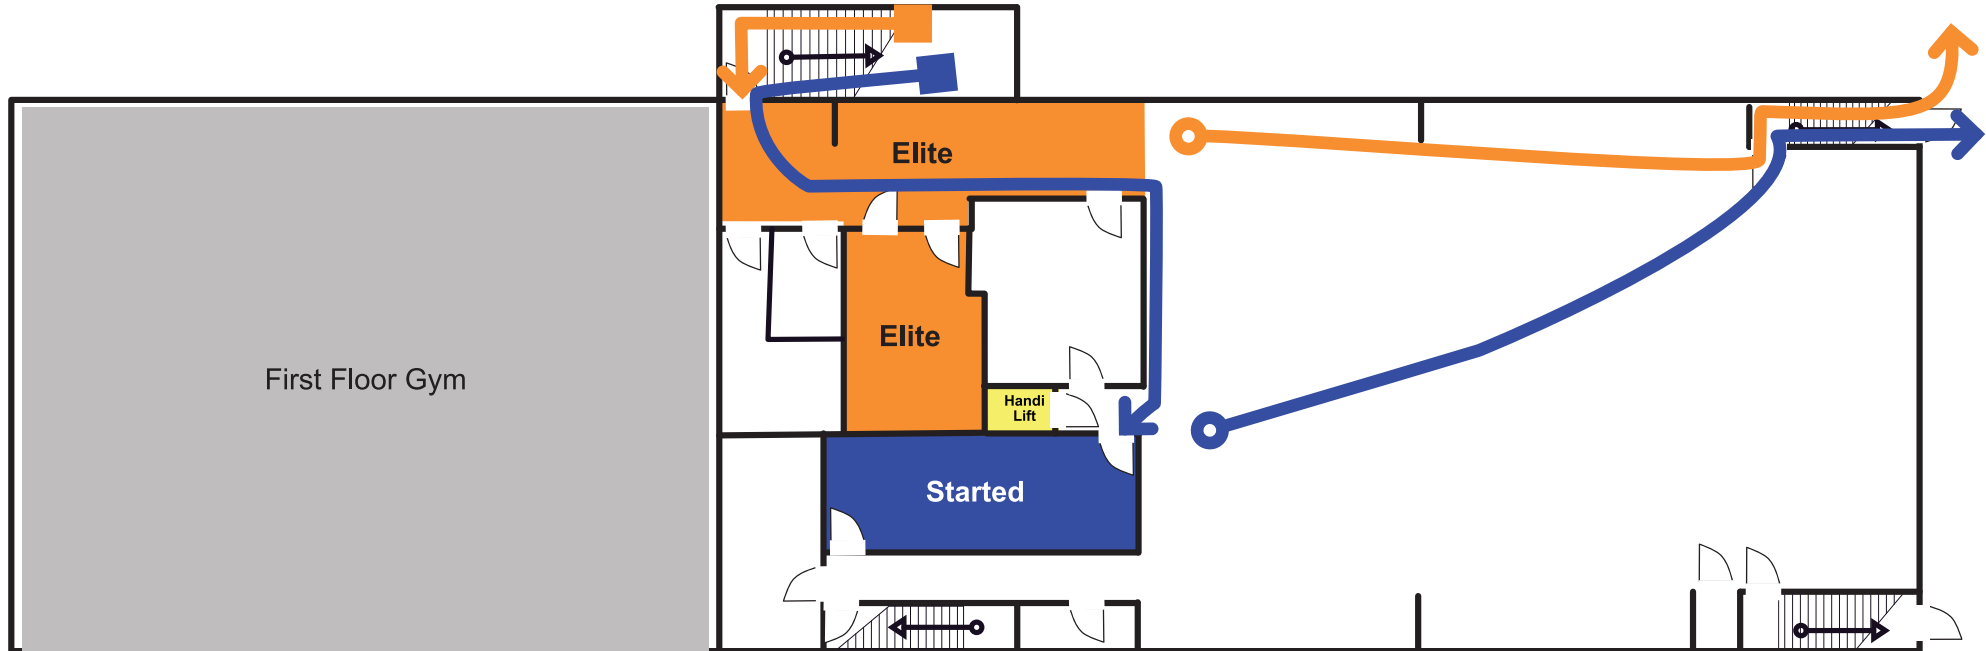 Elite
Elite
First Floor Gym
Handi
Lift
Started